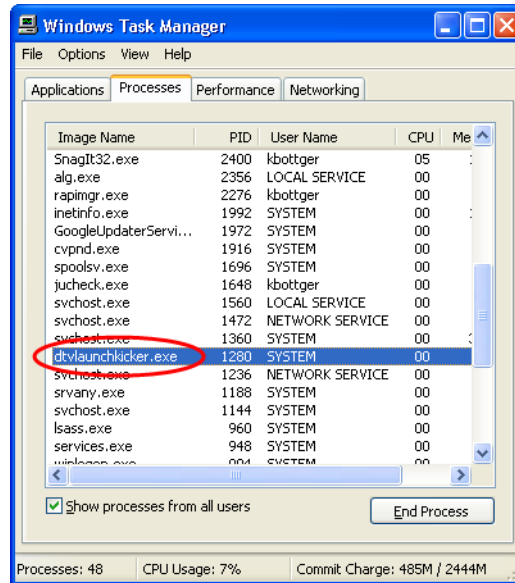 Windows Task Manager
File Options View Help
Applications Processes Performance Networking
Image Name PID User Name CPU Me
SnagIt32.exe 2400 kbottger 05
alg.exe 2356 LOCAL SERVICE 00
rapimgr.exe 2276 kbottger 00
inetinfo.exe 1992 SYSTEM 00
GoogleUpdaterServi... 1972 SYSTEM 00
cvpnd.exe 1916 SYSTEM 00
spoolsv.exe 1696 SYSTEM 00
jucheck.exe 1648 kbottger 00
svchost.exe 1560 LOCAL SERVICE 00
svchost.exe 1472 NETWORK SERVICE 00
svchost.exe 1360 SYSTEM 00
dtvlaunchkicker.exe 1280 SYSTEM 00
svchost.exe 1236 NETWORK SERVICE 00
srvany.exe 1188 SYSTEM 00
svchost.exe 1144 SYSTEM 00
lsass.exe 960 SYSTEM 00
services.exe 948 SYSTEM 00
winlogon.exe SYSTEM 00
Show processes from all users
End Process
Processes: 48 CPU Usage: 7% Commit Charge: 485M / 2444M